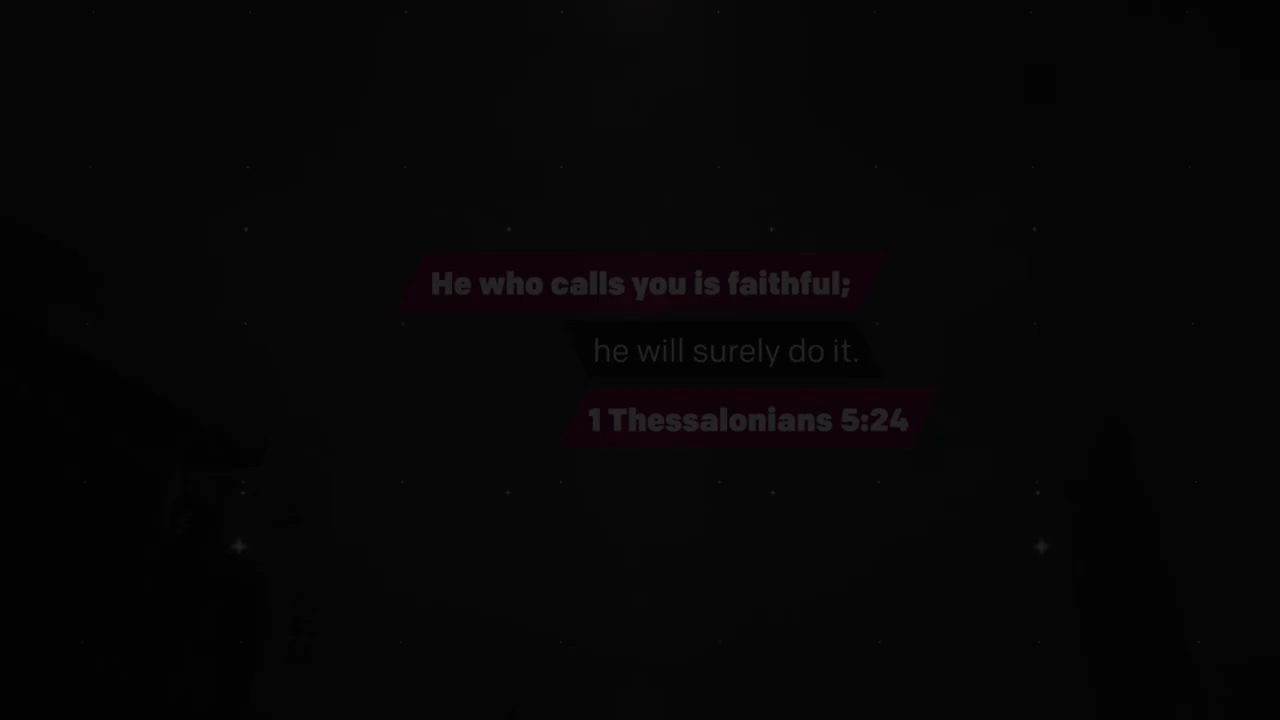 He who calls you is faithful;
he will surely do it.
1 Thessalonians 5:24